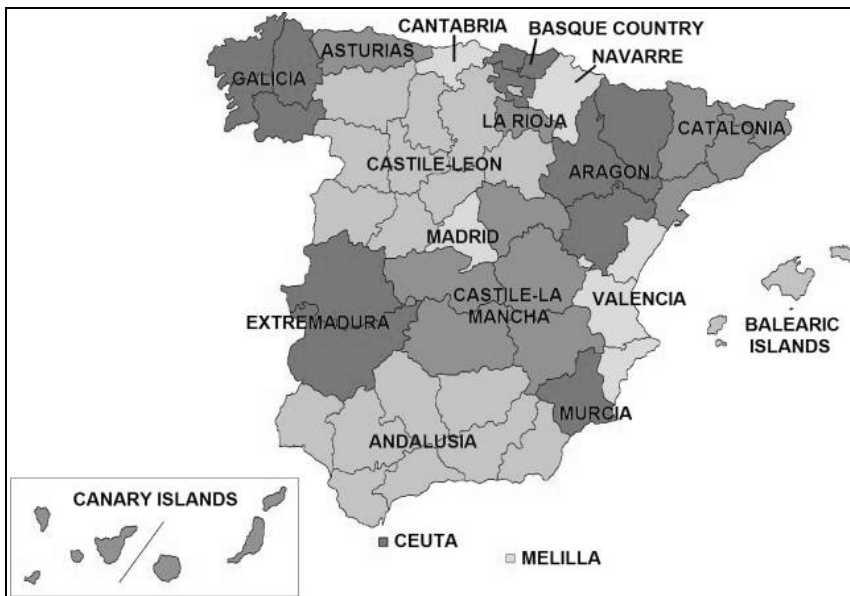 CANTABRIA
BASQUE COUNTRY
ASTURIAS
NAVARRE
GALICIA
LA RIOJA
CATALONIA
CASTILE-LEON
ARAGON
MADRID
CASTILE-LA
MANCHA
VALENCIA
EXTREMADURA
BALEARIC
ISLANDS
MURCIA
ANDALUSIA
CANARY ISLANDS
CEUTA
MELILLA